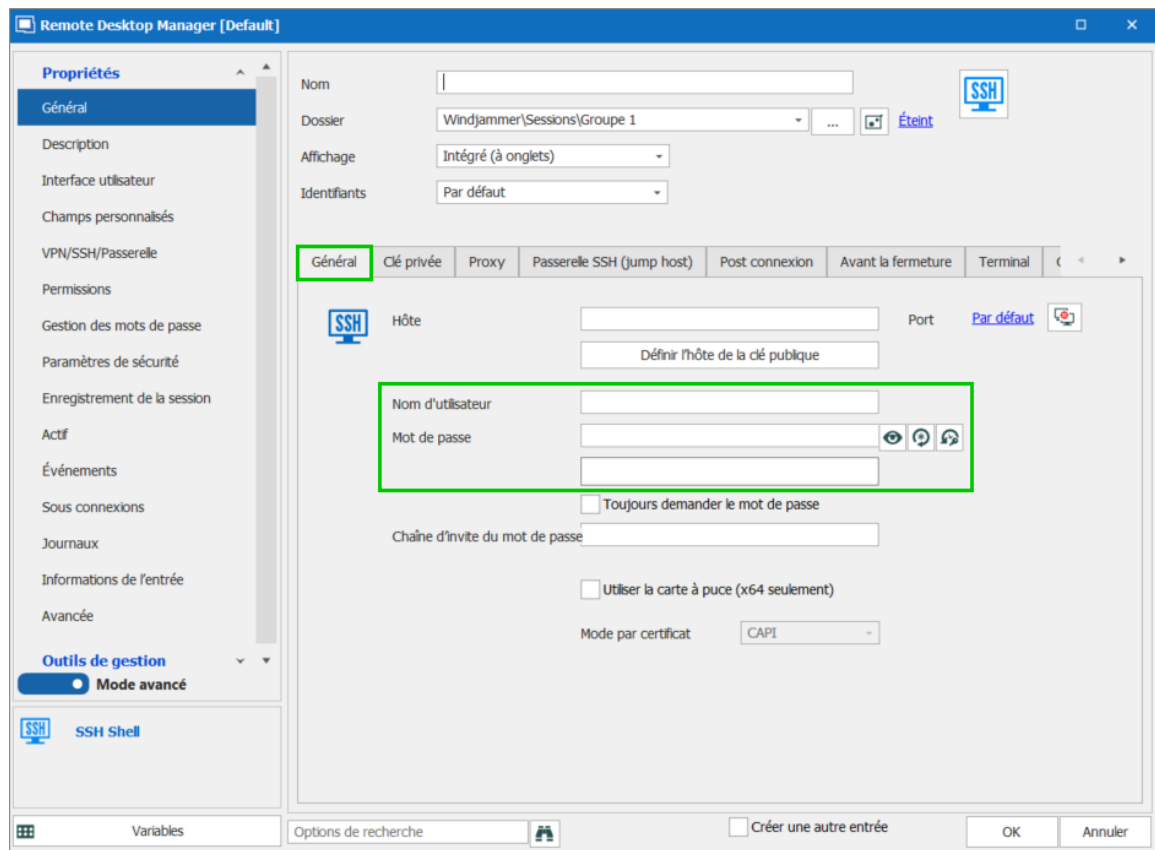 Remote Desktop Manager [Default]
Propriétés
Général
Description
Interface utilisateur
Champs personnalisés
VPN/SSH/Passerelle
Permissions
Gestion des mots de passe
Paramètres de sécurité
Enregistrement de la session
Actif
Événements
Sous connexions
Journaux
Informations de l'entrée
Avancée
Outils de gestion
Mode avancé
SSH
SSH Shell
Variables
Nom
SSH
Dossier
Windjammer\Sessions\Groupe 1
...
Éteint
Affichage
Intégré (à onglets)
Identifiants
Par défaut
Général
Clé privée
Proxy
Passerelle SSH (jump host)
Post connexion
Avant la fermeture
Terminal
SSH
Hôte
Port
Par défaut
Définir l'hôte de la clé publique
Nom d'utilisateur
Mot de passe
Toujours demander le mot de passe
Chaîne d'invite du mot de passe
Utiliser la carte à puce (x64 seulement)
Mode par certificat
CAPI
Options de recherche
Créer une autre entrée
OK
Annuler